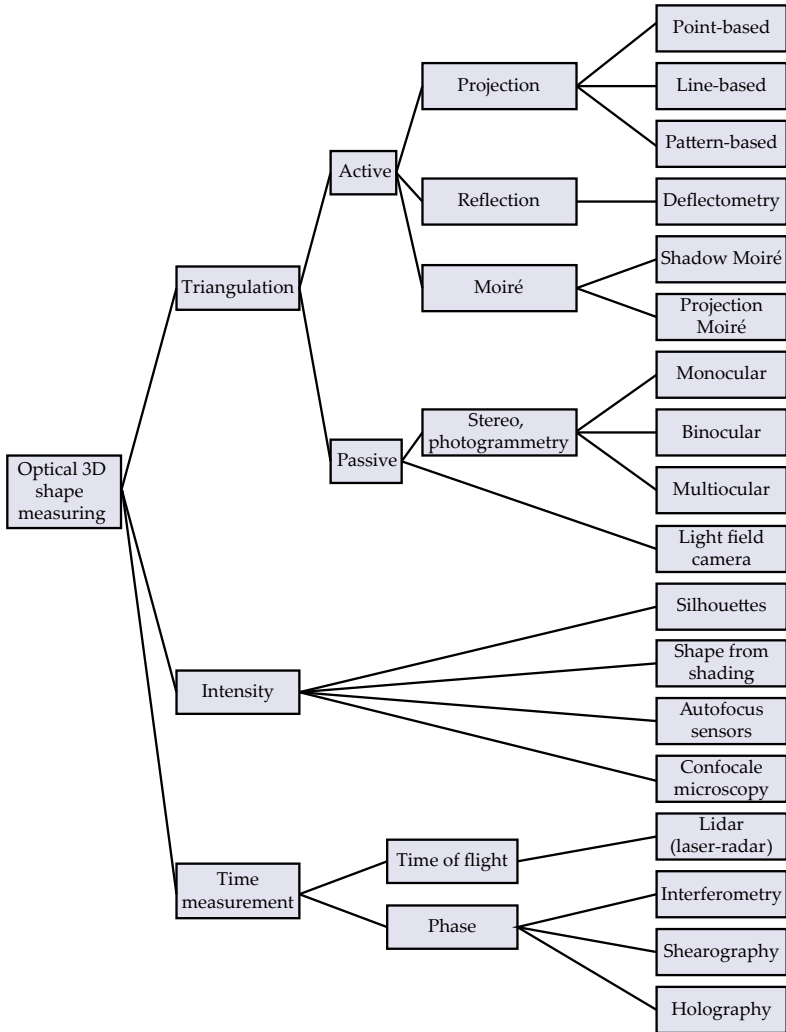 Point-based
Projection
Line-based
Pattern-based
Active
Reflection
Deflectometry
Shadow Moiré
Triangulation
Moiré
Projection
Moiré
Monocular
Stereo,
photogrammetry
Binocular
Passive
Multiocular
Optical 3D
shape
measuring
Light field
camera
Silhouettes
Shape from
shading
Intensity
Autofocus
sensors
Confocale
microscopy
Lidar
(laser-radar)
Time of flight
Time
measurement
Interferometry
Phase
Shearography
Holography